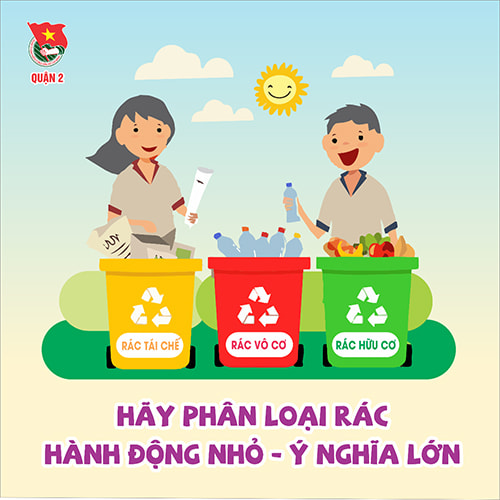 QUẬN 2
RÁC TÁI CHẾ
RÁC VÔ CƠ
RÁC HỮU CƠ
HÃY PHÂN LOẠI RÁC
HÀNH ĐỘNG NHỎ - Ý NGHĨA LỚN